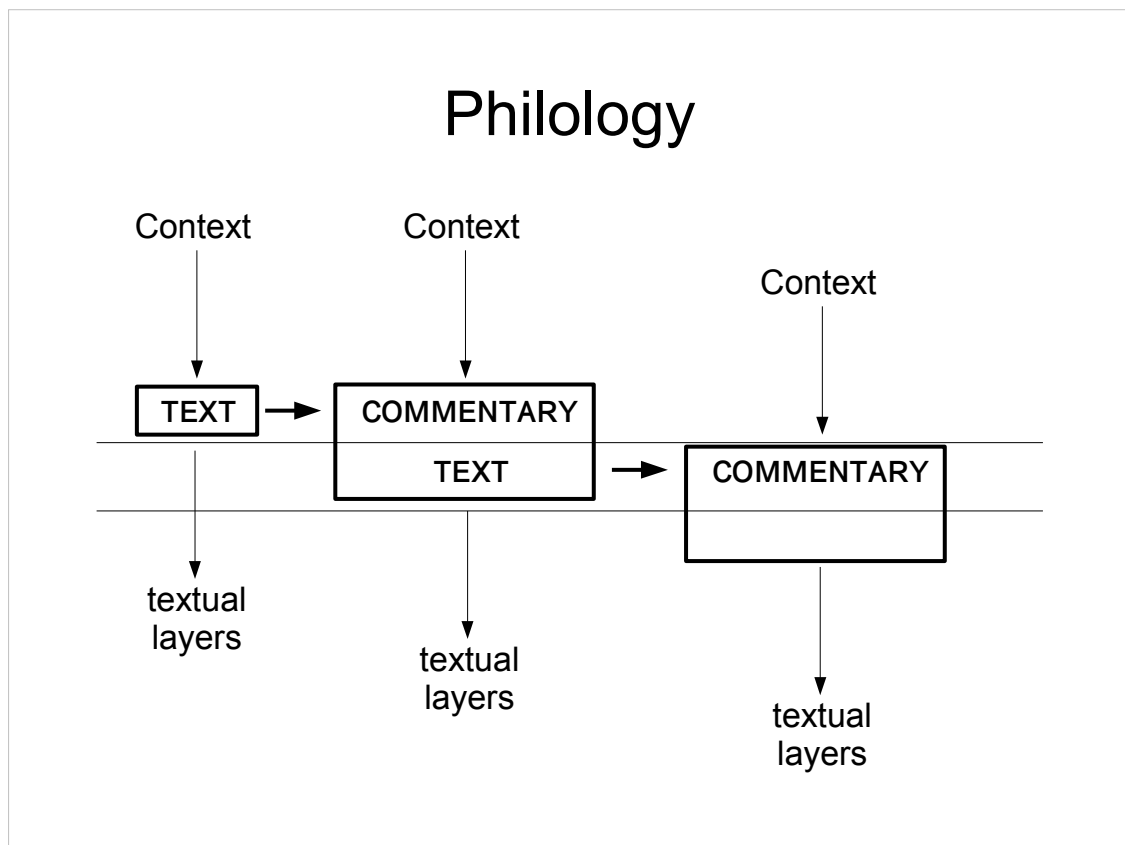 Philology
Context
Context
Context
TEXT
COMMENTARY
TEXT
COMMENTARY
textual
layers
textual
layers
textual
layers